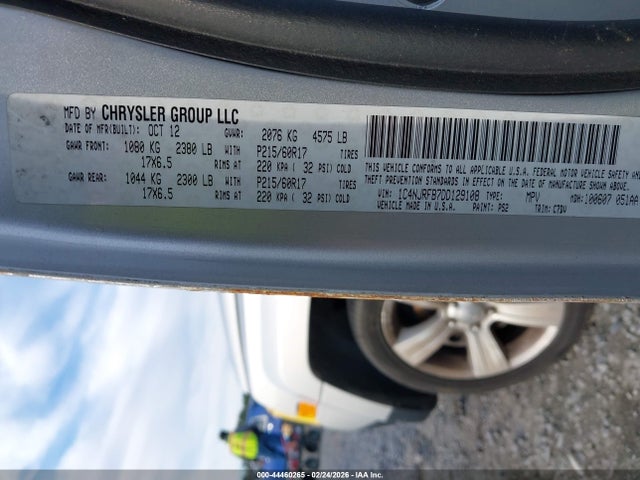 MFD BY CHRYSLER GROUP LLC
DATE OF MFR(BUILT): OCT 12 GVWR: 2076 KG 4575 LB
GAWR FRONT: 1080 KG 2380 LB WITH P215/60R17 TIRES
17X6.5 RIMS AT 220 KPA ( 32 PSI) COLD
GAWR REAR: 1044 KG 2300 LB WITH P215/60R17 TIRES
17X6.5 RIMS AT 220 KPA ( 32 PSI) COLD
THIS VEHICLE CONFORMS TO ALL APPLICABLE U.S.A. FEDERAL MOTOR VEHICLE SAFETY, BUMPER AND
THEFT PREVENTION STANDARDS IN EFFECT ON THE DATE OF MANUFACTURE SHOWN ABOVE.
VIN: 1C4NJRFB7DD129108 TYPE: MPV MDH: 100607 051AA
VEHICLE MADE IN U.S.A. PAINT: PS2 TRIM: CTDV
000-44460265 - 02/24/2026 - IAA Inc.